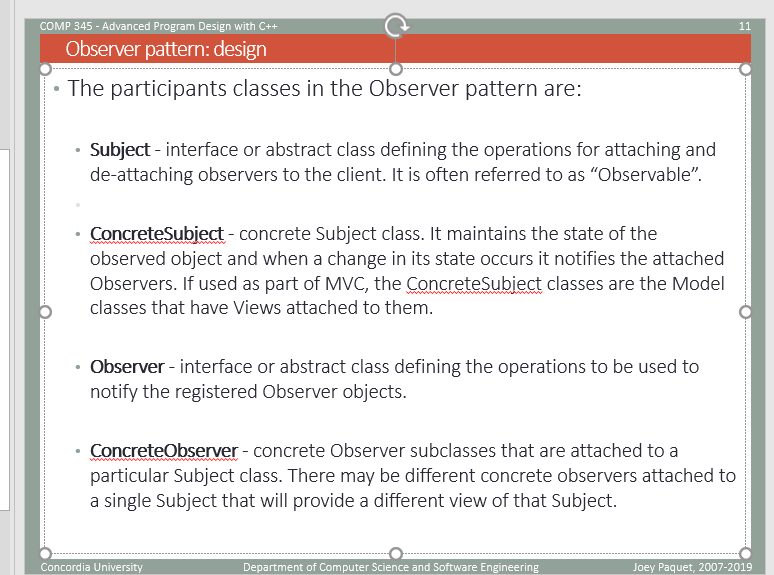 COMP 345 - Advanced Program Design with C++ 11
Observer pattern: design
• The participants classes in the Observer pattern are:
• Subject - interface or abstract class defining the operations for attaching and
de-attaching observers to the client. It is often referred to as “Observable”.
•
• ConcreteSubject - concrete Subject class. It maintains the state of the
observed object and when a change in its state occurs it notifies the attached
Observers. If used as part of MVC, the ConcreteSubject classes are the Model
classes that have Views attached to them.
• Observer - interface or abstract class defining the operations to be used to
notify the registered Observer objects.
• ConcreteObserver - concrete Observer subclasses that are attached to a
particular Subject class. There may be different concrete observers attached to
a single Subject that will provide a different view of that Subject.
Concordia University Department of Computer Science and Software Engineering Joey Paquet, 2007-2019